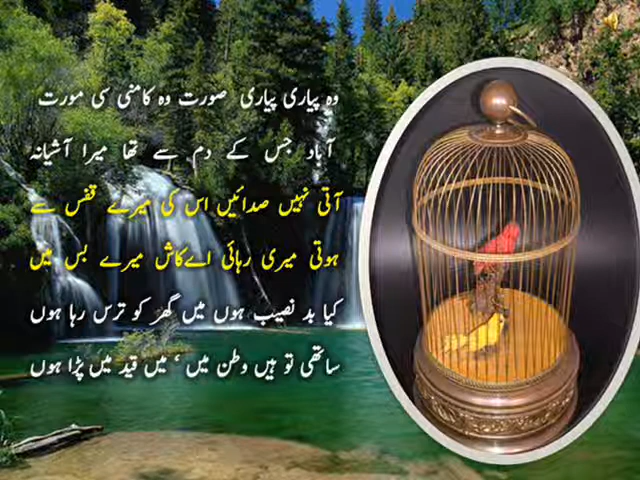 وہ پیاری پیاری صورت وہ کامنی سی مورت
آباد جس کے دم سے تھا میرا آشیانہ
آتی نہیں صدائیں اس کی میرے قفس سے
ہوتی میری رہائی اےکاش میرے بس میں
کیا بد نصیب ہوں میں گھر کو ترس رہا ہوں
ساتھی تو ہیں وطن میں ‘ میں قید میں پڑا ہوں